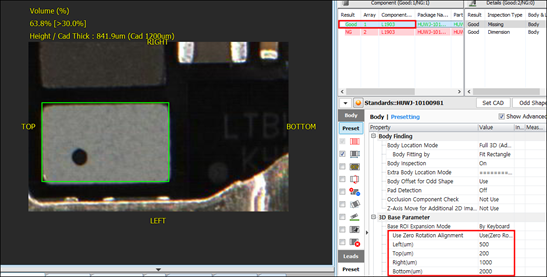 Volume (%)
63.8% [>30.0%]
Height / Cad Thick : 841.9um (Cad 1200um)
RIGHT
TOP
BOTTOM
LEFT
Component (Good:1/NG:1)
Result Array Component... Package Na... Part
Good 1 L1903 HUWJ-101...
NG 2 L1903 HUWJ-101...
Details (Good:2/NG:0)
Result Inspection Type Body &
Good Missing Body & L
Good Dimension Body
Standards::HUWJ-10100981
Set CAD
Odd Shape
Body | Presetting
Show Advance
Body
Preset
Leads
Preset
Property Value In... Mea...
Body Finding
Body Location Mode Full 3D (Ad...
Body Fitting by Fit Rectangle
Body Inspection On
Extra Body Location Mode
Body Offset for Odd Shape Use
Pad Detection Off
Occlusion Component Check Not Use
Z-Axis Move for Additional 2D Ima... Not Use
3D Base Parameter
Base ROI Expansion Mode By Keyboard
Use Zero Rotation Alignment Use(Zero Ro...
Left(um) 500
Top(um) 200
Right(um) 1000
Bottom(um) 2000